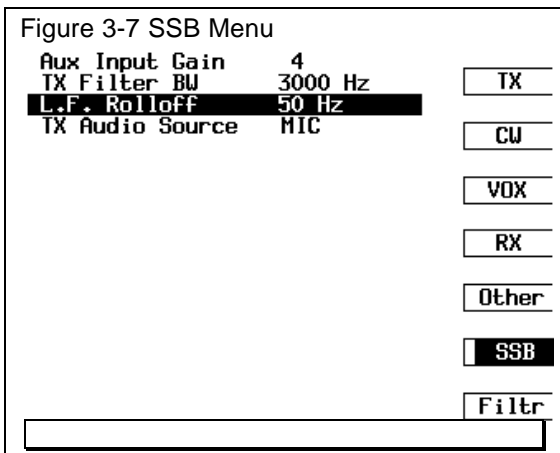 Figure 3-7 SSB Menu
Aux Input Gain 4
TX Filter BW 3000 Hz
L.F. Rolloff 50 Hz
TX Audio Source MIC
TX
CW
VOX
RX
Other
SSB
Filtr